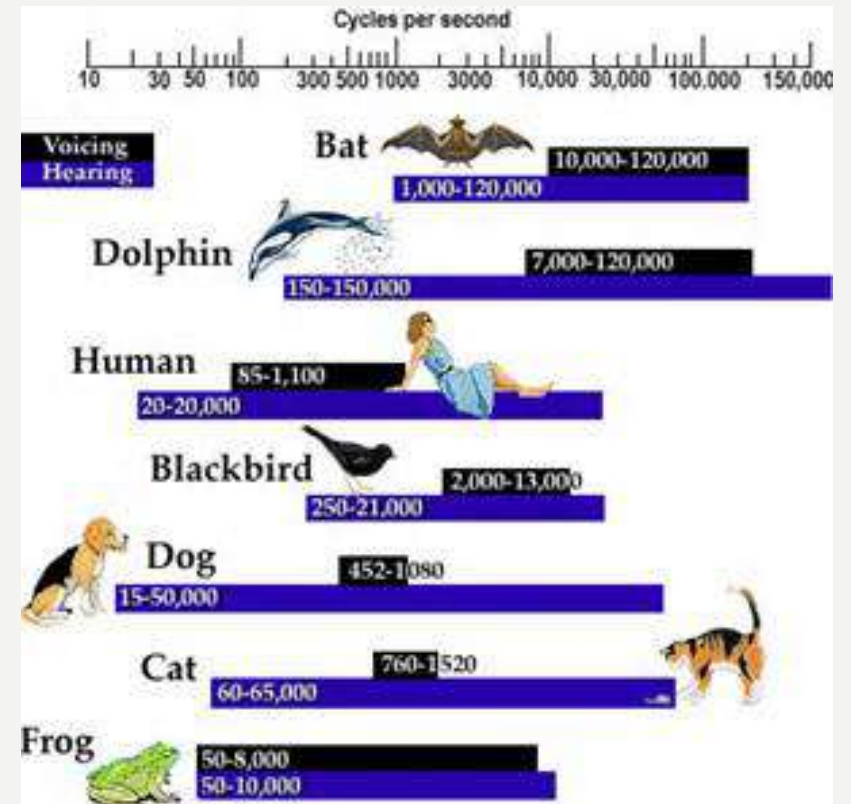 Cycles per second
10 30 50 100 300 500 1000 3000 10,000 30,000 100.000 150,000
Voicing
Hearing
Bat
10,000-120,000
1,000-120,000
Dolphin
7,000-120,000
150-150,000
Human
85-1,100
20-20,000
Blackbird
2,000-13,000
250-21,000
Dog
452-1080
15-50,000
Cat
760-1520
60-65,000
Frog
50-8,000
50-10,000